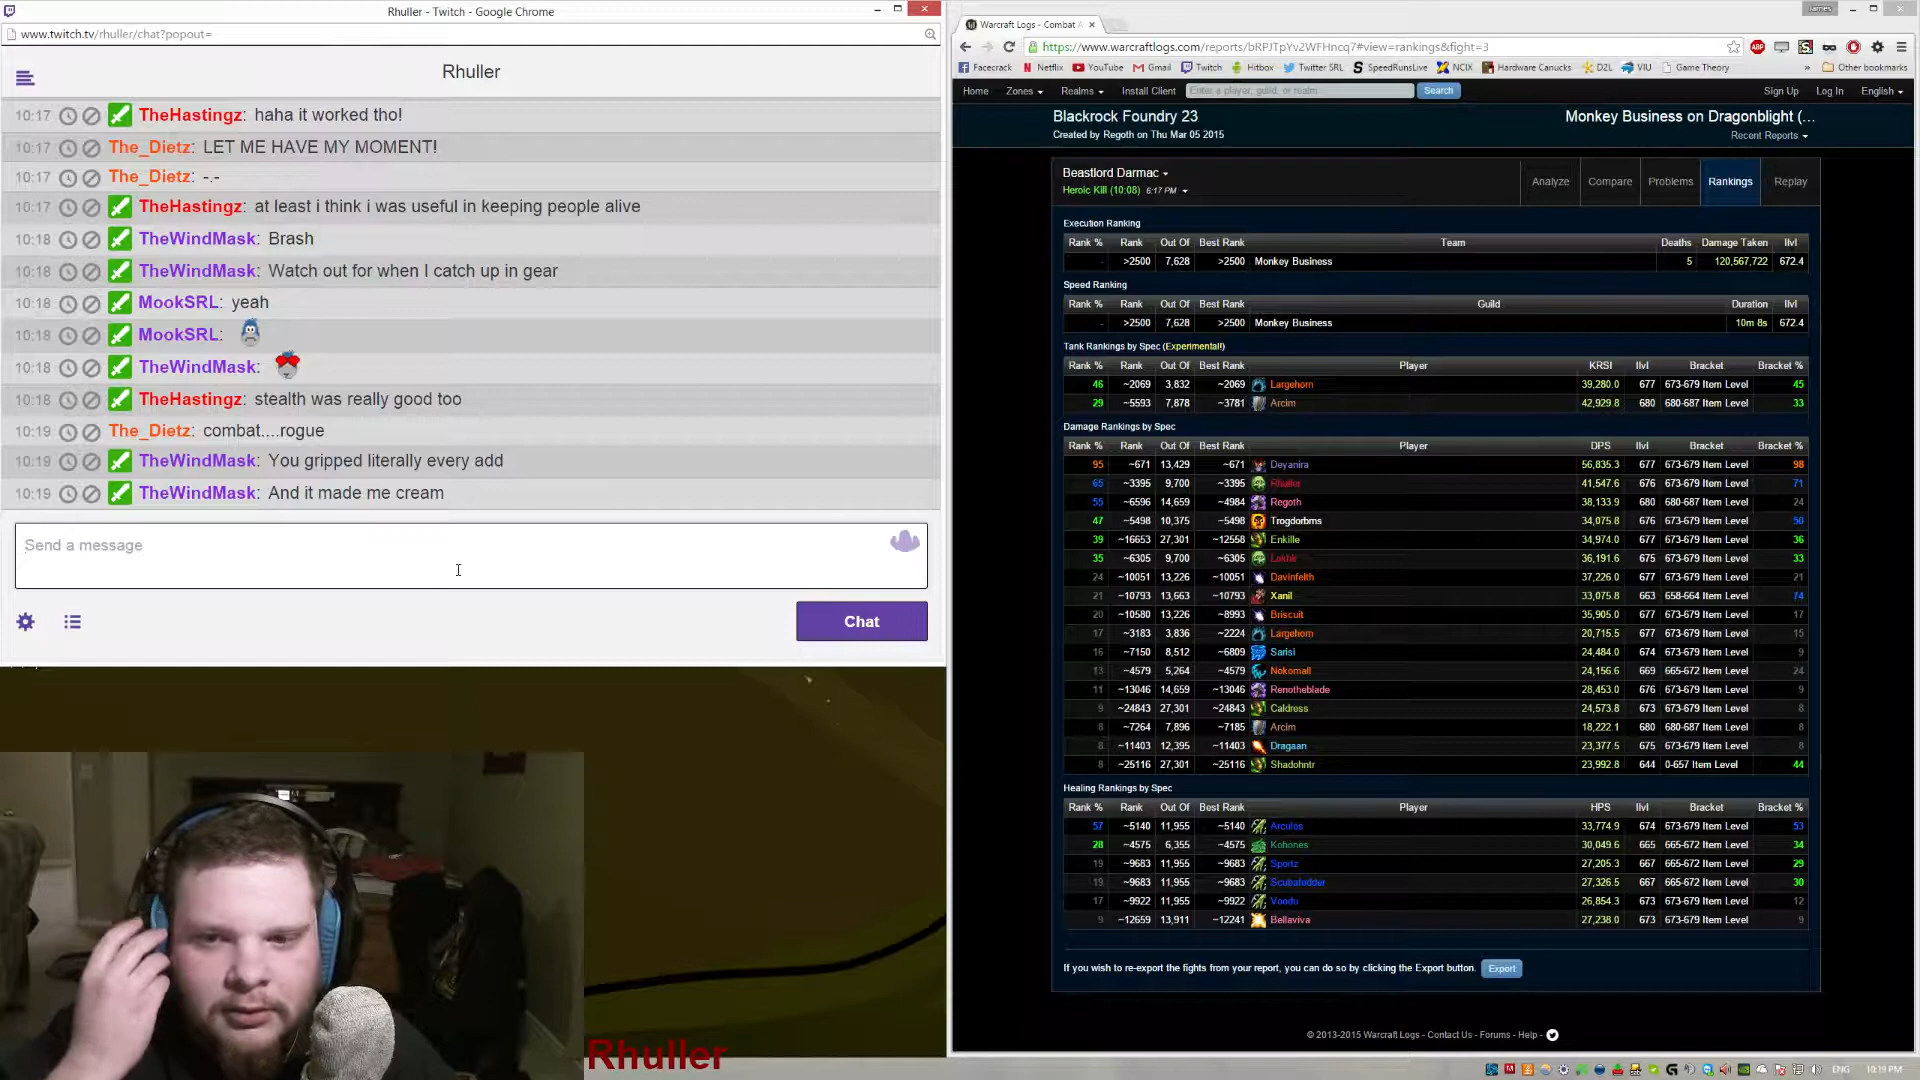 Rhuller - Twitch - Google Chrome
www.twitch.tv/rhuller/chat?popout=
Rhuller
10:17 TheHastingz: haha it worked tho!
10:17 The_Dietz: LET ME HAVE MY MOMENT!
10:17 The_Dietz: -.-
10:17 TheHastingz: at least i think i was useful in keeping people alive
10:18 TheWindMask: Brash
10:18 TheWindMask: Watch out for when I catch up in gear
10:18 MookSRL: yeah
10:18 MookSRL:
10:18 TheWindMask:
10:18 TheHastingz: stealth was really good too
10:19 The_Dietz: combat....rogue
10:19 TheWindMask: You gripped literally every add
10:19 TheWindMask: And it made me cream
Send a message
Chat
Rhuller
James
Warcraft Logs - Combat A
https://www.warcraftlogs.com/reports/bRPJTpYv2WFHncq7#view=rankings&fight=3
Facecrack Netflix YouTube Gmail Twitch Hitbox Twitter SRL SpeedRunsLive NCIX Hardware Canucks D2L VIU Game Theory » Other bookmarks
Home Zones Realms Install Client Enter a player, guild, or realm Search Sign Up Log In English
Blackrock Foundry 23 Monkey Business on Dragonblight (...
Created by Regoth on Thu Mar 05 2015 Recent Reports
Beastlord Darmac
Heroic Kill (10:08) 6:17 PM
Analyze Compare Problems Rankings Replay
Execution Ranking
Rank % Rank Out Of Best Rank Team Deaths Damage Taken Ilvl
- >2500 7,628 >2500 Monkey Business 5 120,567,722 672.4
Speed Ranking
Rank % Rank Out Of Best Rank Guild Duration Ilvl
- >2500 7,628 >2500 Monkey Business 10m 8s 672.4
Tank Rankings by Spec (Experimental!)
Rank % Rank Out Of Best Rank Player KRSI Ilvl Bracket Bracket %
46 ~2069 3,832 ~2069 Largehorn 39,280.0 677 673-679 Item Level 45
29 ~5593 7,878 ~3781 Arcim 42,929.8 680 680-687 Item Level 33
Damage Rankings by Spec
Rank % Rank Out Of Best Rank Player DPS Ilvl Bracket Bracket %
95 ~671 13,429 ~671 Deyanira 56,835.3 677 673-679 Item Level 98
65 ~3395 9,700 ~3395 Rhuller 41,547.6 676 673-679 Item Level 71
55 ~6596 14,659 ~4984 Regoth 38,133.9 680 680-687 Item Level 24
47 ~5498 10,375 ~5498 Trogdorbms 34,075.8 676 673-679 Item Level 50
39 ~16653 27,301 ~12558 Enkille 34,974.0 677 673-679 Item Level 36
35 ~6305 9,700 ~6305 36,191.6 675 673-679 Item Level 33
24 ~10051 13,226 ~10051 Davinfelth 37,226.0 677 673-679 Item Level 21
21 ~10793 13,663 ~10793 Xanil 33,075.8 663 658-664 Item Level 74
20 ~10580 13,226 ~8993 Briscuit 35,905.0 677 673-679 Item Level 17
17 ~3183 3,836 ~2224 Largehorn 20,715.5 677 673-679 Item Level 15
16 ~7150 8,512 ~6809 Sarisi 24,484.0 674 673-679 Item Level 9
13 ~4579 5,264 ~4579 Nokomall 24,156.6 669 665-672 Item Level 24
11 ~13046 14,659 ~13046 Renotheblade 28,453.0 676 673-679 Item Level 9
9 ~24843 27,301 ~24843 Caldress 24,573.8 673 673-679 Item Level 8
8 ~7264 7,896 ~7185 Arcim 18,222.1 680 680-687 Item Level 8
8 ~11403 12,395 ~11403 Dragaan 23,377.5 675 673-679 Item Level 8
8 ~25116 27,301 ~25116 Shadohntr 23,992.8 644 0-657 Item Level 44
Healing Rankings by Spec
Rank % Rank Out Of Best Rank Player HPS Ilvl Bracket Bracket %
57 ~5140 11,955 ~5140 Arculos 33,774.9 674 673-679 Item Level 53
28 ~4575 6,355 ~4575 Kohones 30,049.6 665 665-672 Item Level 34
19 ~9683 11,955 ~9683 Sportz 27,205.3 667 665-672 Item Level 29
19 ~9683 11,955 ~9683 Scubafodder 27,326.5 667 665-672 Item Level 30
17 ~9922 11,955 ~9922 Voodu 26,854.3 673 673-679 Item Level 12
9 ~12659 13,911 ~12241 Bellaviva 27,238.0 673 673-679 Item Level 9
If you wish to re-export the fights from your report, you can do so by clicking the Export button. Export
© 2013-2015 Warcraft Logs - Contact Us - Forums - Help -
ENG 10:19 PM